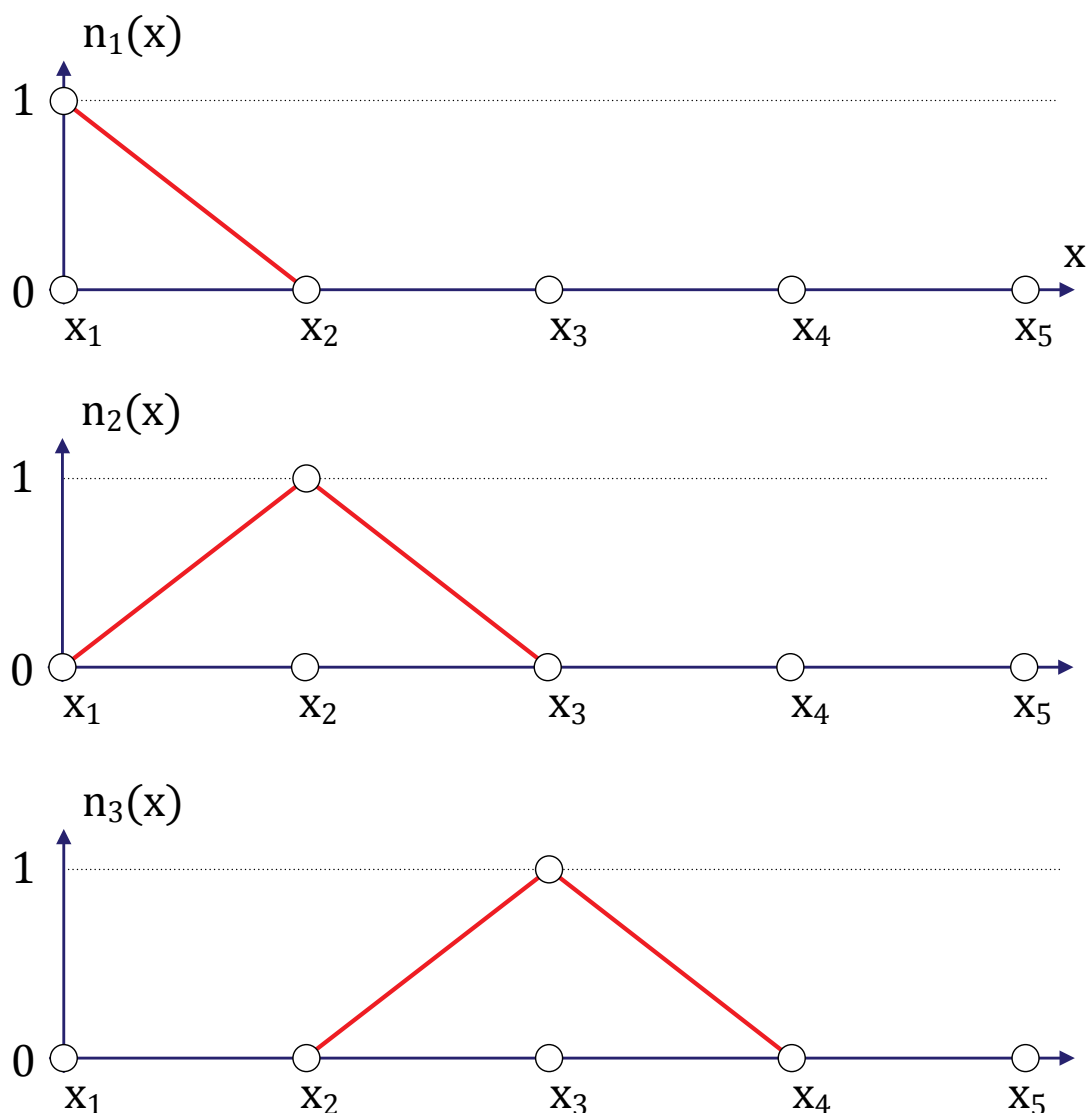 n₁(x)
1
x
0
x₁ x₂ x₃ x₄ x₅
n₂(x)
1
0
x₁ x₂ x₃ x₄ x₅
n₃(x)
1
0
x₁ x₂ x₃ x₄ x₅